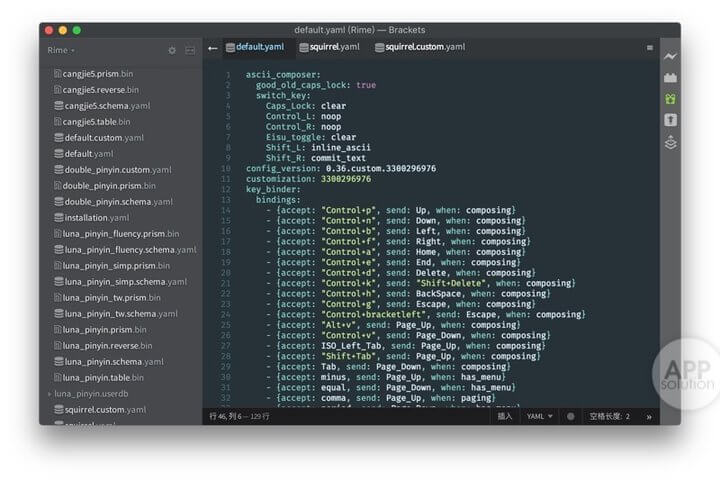 default.yaml (Rime) — Brackets
Rime
cangjie5.prism.bin
cangjie5.reverse.bin
cangjie5.schema.yaml
cangjie5.table.bin
default.custom.yaml
default.yaml
double_pinyin.custom.yaml
double_pinyin.prism.bin
double_pinyin.schema.yaml
installation.yaml
luna_pinyin_fluency.prism.bin
luna_pinyin_fluency.schema.yaml
luna_pinyin_simp.prism.bin
luna_pinyin_simp.schema.yaml
luna_pinyin_tw.prism.bin
luna_pinyin_tw.schema.yaml
luna_pinyin.prism.bin
luna_pinyin.reverse.bin
luna_pinyin.schema.yaml
luna_pinyin.table.bin
luna_pinyin.userdb
squirrel.custom.yaml
default.yaml squirrel.yaml squirrel.custom.yaml
1 ascii_composer:
2 good_old_caps_lock: true
3 switch_key:
4 Caps_Lock: clear
5 Control_L: noop
6 Control_R: noop
7 Eisu_toggle: clear
8 Shift_L: inline_ascii
9 Shift_R: commit_text
10 config_version: 0.36.custom.3300296976
11 customization: 3300296976
12 key_binder:
13 bindings:
14 - {accept: "Control+p", send: Up, when: composing}
15 - {accept: "Control+n", send: Down, when: composing}
16 - {accept: "Control+b", send: Left, when: composing}
17 - {accept: "Control+f", send: Right, when: composing}
18 - {accept: "Control+a", send: Home, when: composing}
19 - {accept: "Control+e", send: End, when: composing}
20 - {accept: "Control+d", send: Delete, when: composing}
21 - {accept: "Control+k", send: "Shift+Delete", when: composing}
22 - {accept: "Control+h", send: BackSpace, when: composing}
23 - {accept: "Control+g", send: Escape, when: composing}
24 - {accept: "Control+bracketleft", send: Escape, when: composing}
25 - {accept: "Alt+v", send: Page_Up, when: composing}
26 - {accept: "Control+v", send: Page_Down, when: composing}
27 - {accept: ISO_Left_Tab, send: Page_Up, when: composing}
28 - {accept: "Shift+Tab", send: Page_Up, when: composing}
29 - {accept: Tab, send: Page_Down, when: composing}
30 - {accept: minus, send: Page_Up, when: has_menu}
31 - {accept: equal, send: Page_Down, when: has_menu}
32 - {accept: comma, send: Page_Up, when: paging}
行 46, 列 6 — 129 行
插入 YAML 空格长度: 2 »
APP
solution